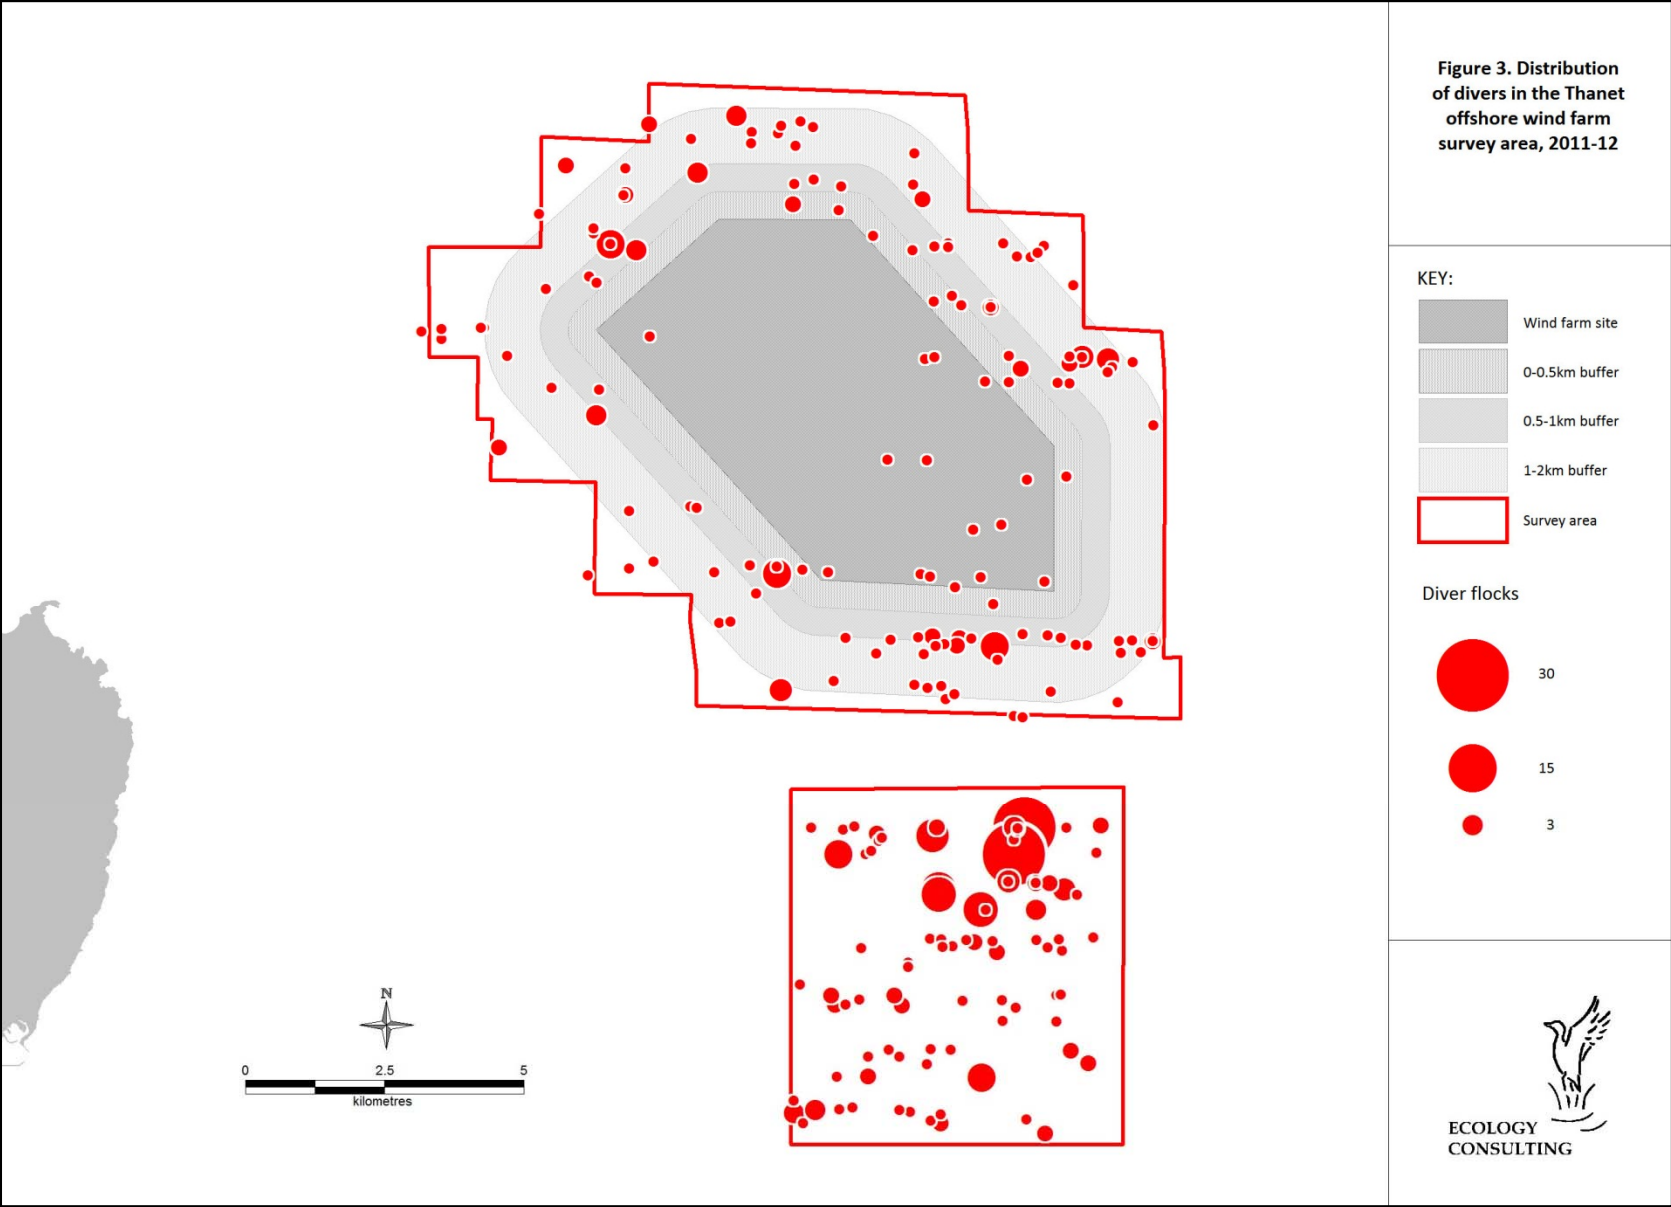 Figure 3. Distribution
of divers in the Thanet
offshore wind farm
survey area, 2011-12
KEY:
Wind farm site
0-0.5km buffer
0.5-1km buffer
1-2km buffer
Survey area
Diver flocks
30
15
3
N
0 2.5 5
kilometres
ECOLOGY
CONSULTING